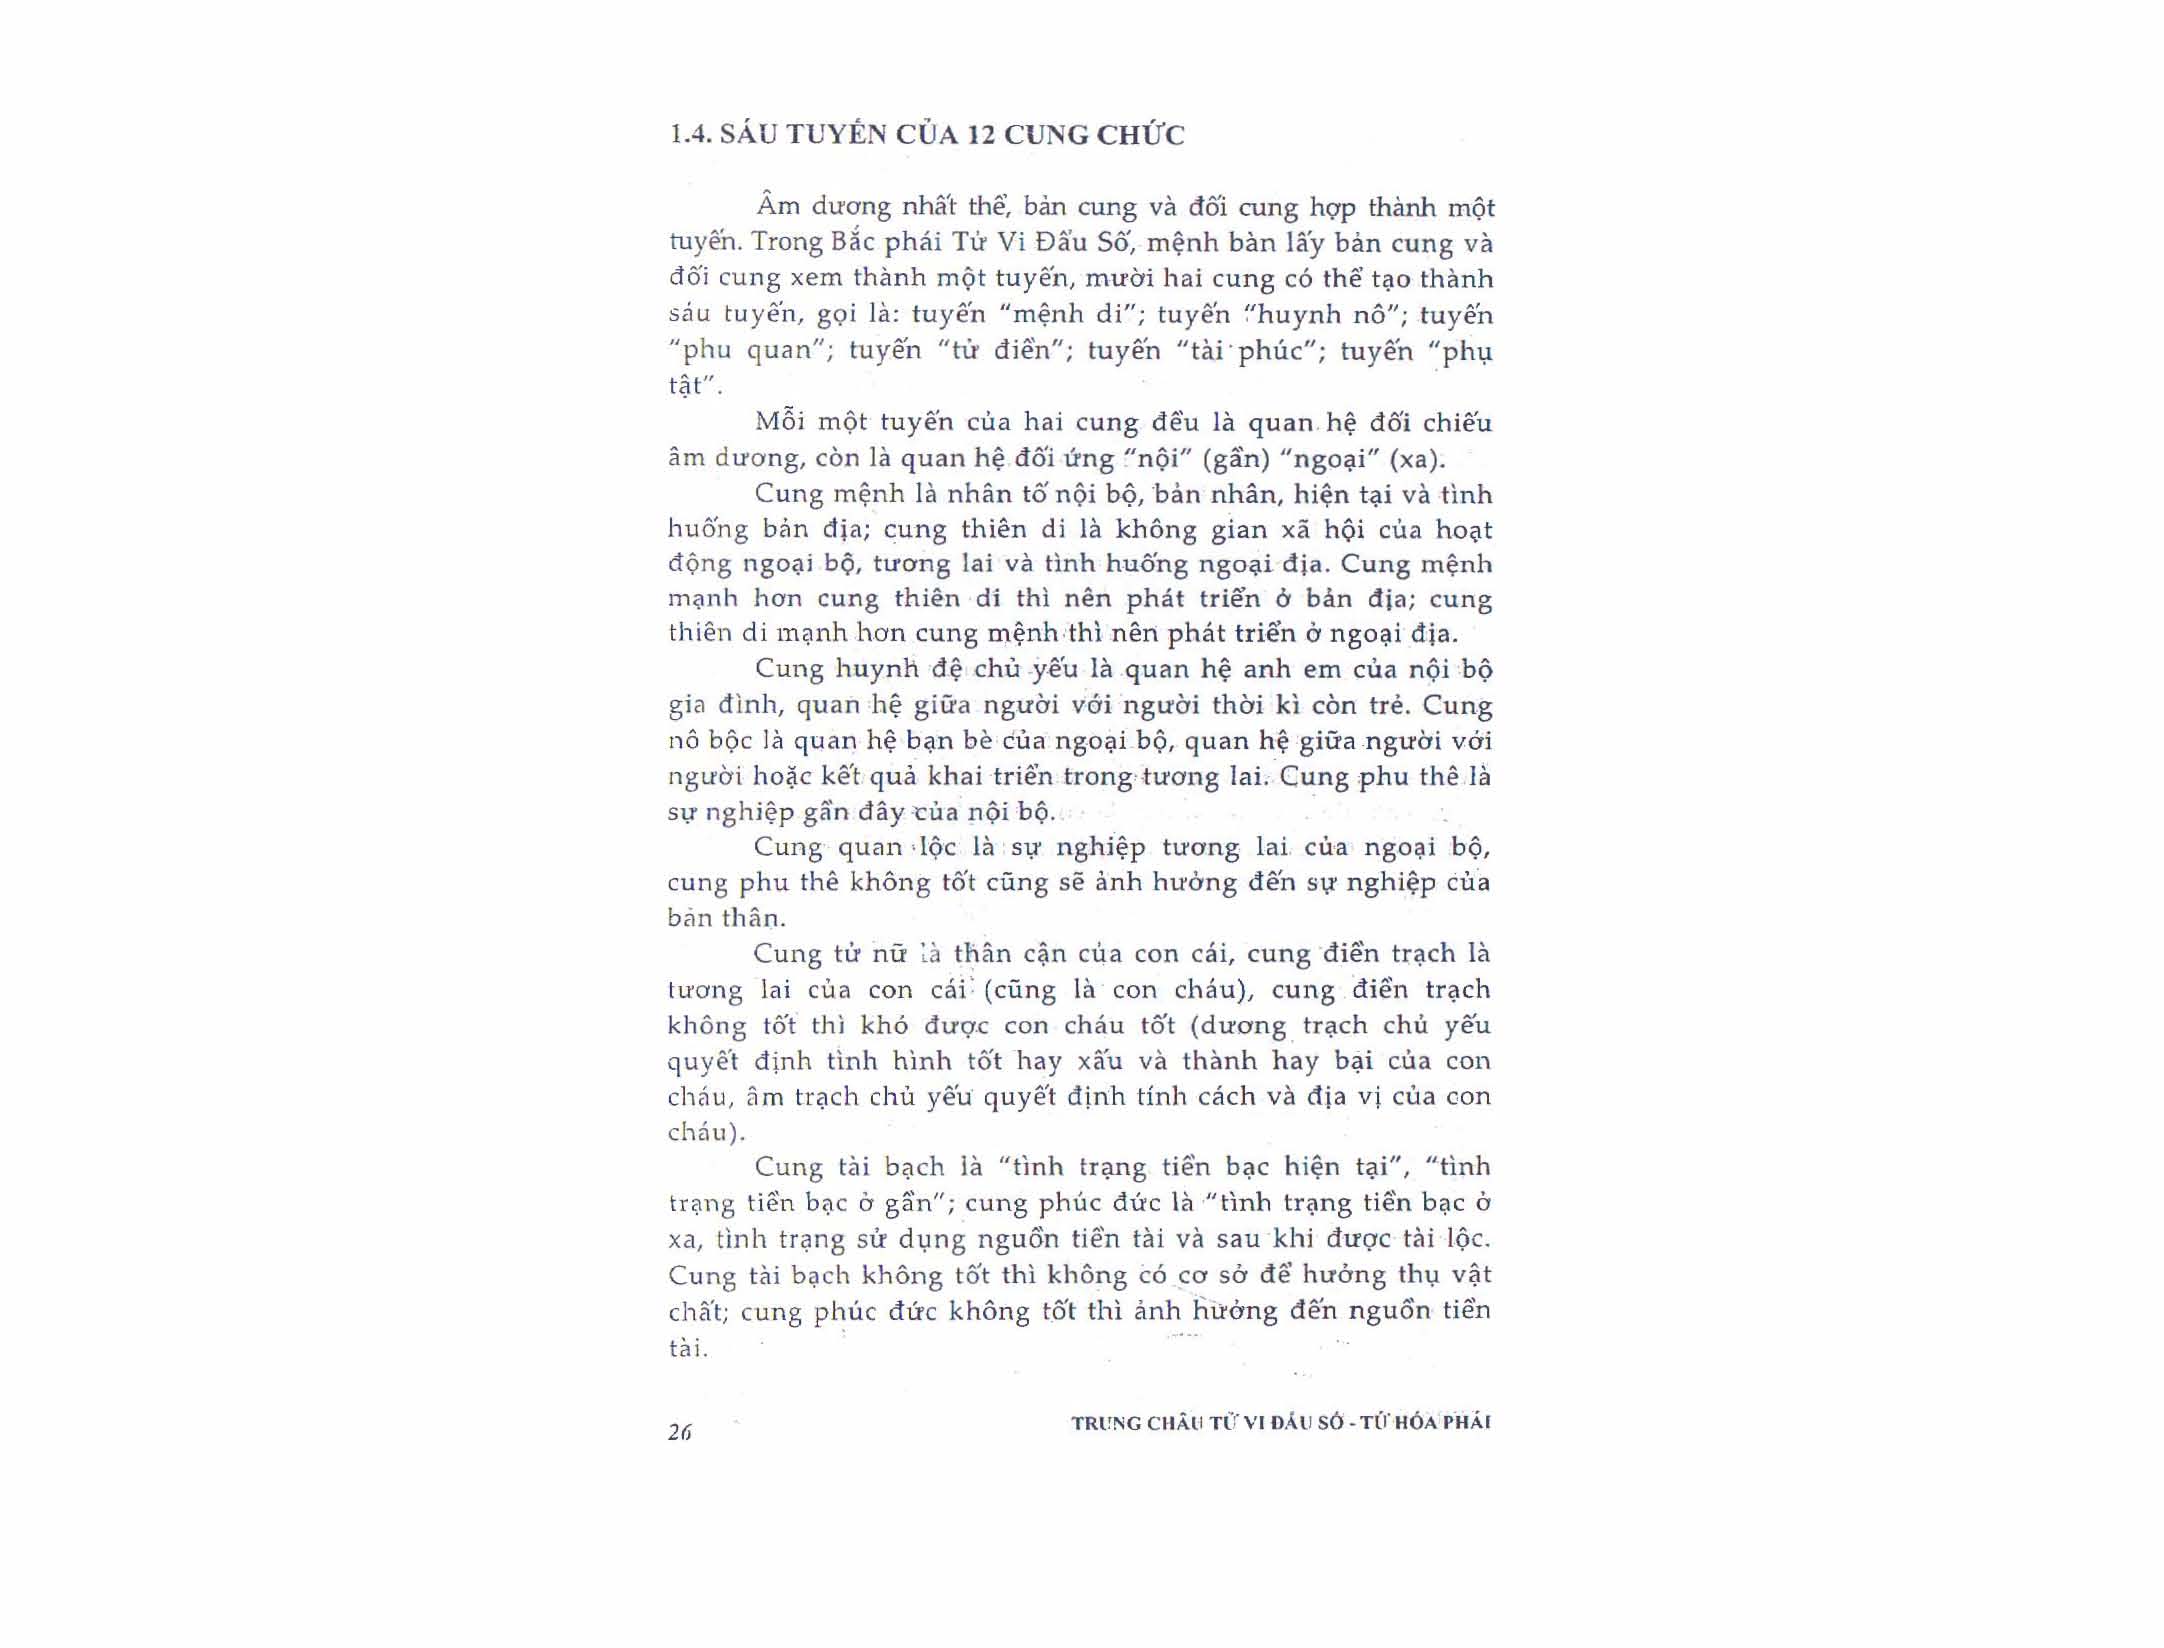 1.4. SÁU TUYẾN CỦA 12 CUNG CHỨC
Âm dương nhất thể, bản cung và đối cung hợp thành một
tuyến. Trong Bắc phái Tử Vi Đẩu Số, mệnh bàn lấy bản cung và
đối cung xem thành một tuyến, mười hai cung có thể tạo thành
sáu tuyến, gọi là: tuyến "mệnh di"; tuyến "huynh nô"; tuyến
"phu quan"; tuyến "tử điền"; tuyến "tài phúc"; tuyến "phụ
tật".
Mỗi một tuyến của hai cung đều là quan hệ đối chiếu
âm dương, còn là quan hệ đối ứng "nội" (gần) "ngoại" (xa).
Cung mệnh là nhân tố nội bộ, bản nhân, hiện tại và tình
huống bản địa; cung thiên di là không gian xã hội của hoạt
động ngoại bộ, tương lai và tình huống ngoại địa. Cung mệnh
mạnh hơn cung thiên di thì nên phát triển ở bản địa; cung
thiên di mạnh hơn cung mệnh thì nên phát triển ở ngoại địa.
Cung huynh đệ chủ yếu là quan hệ anh em của nội bộ
gia đình, quan hệ giữa người với người thời kì còn trẻ. Cung
nô bộc là quan hệ bạn bè của ngoại bộ, quan hệ giữa người với
người hoặc kết quả khai triển trong tương lai. Cung phu thê là
sự nghiệp gần đây của nội bộ.
Cung quan lộc là sự nghiệp tương lai của ngoại bộ,
cung phu thê không tốt cũng sẽ ảnh hưởng đến sự nghiệp của
bản thân.
Cung tử nữ là thân cận của con cái, cung điền trạch là
tương lai của con cái (cũng là con cháu), cung điền trạch
không tốt thì khó được con cháu tốt (dương trạch chủ yếu
quyết định tình hình tốt hay xấu và thành hay bại của con
cháu, âm trạch chủ yếu quyết định tính cách và địa vị của con
cháu).
Cung tài bạch là "tình trạng tiền bạc hiện tại", "tình
trạng tiền bạc ở gần"; cung phúc đức là "tình trạng tiền bạc ở
xa, tình trạng sử dụng nguồn tiền tài và sau khi được tài lộc.
Cung tài bạch không tốt thì không có cơ sở để hưởng thụ vật
chất; cung phúc đức không tốt thì ảnh hưởng đến nguồn tiền
tài.
26
TRUNG CHÂU TỬ VI ĐẨU SỐ - TỨ HÓA PHÁI